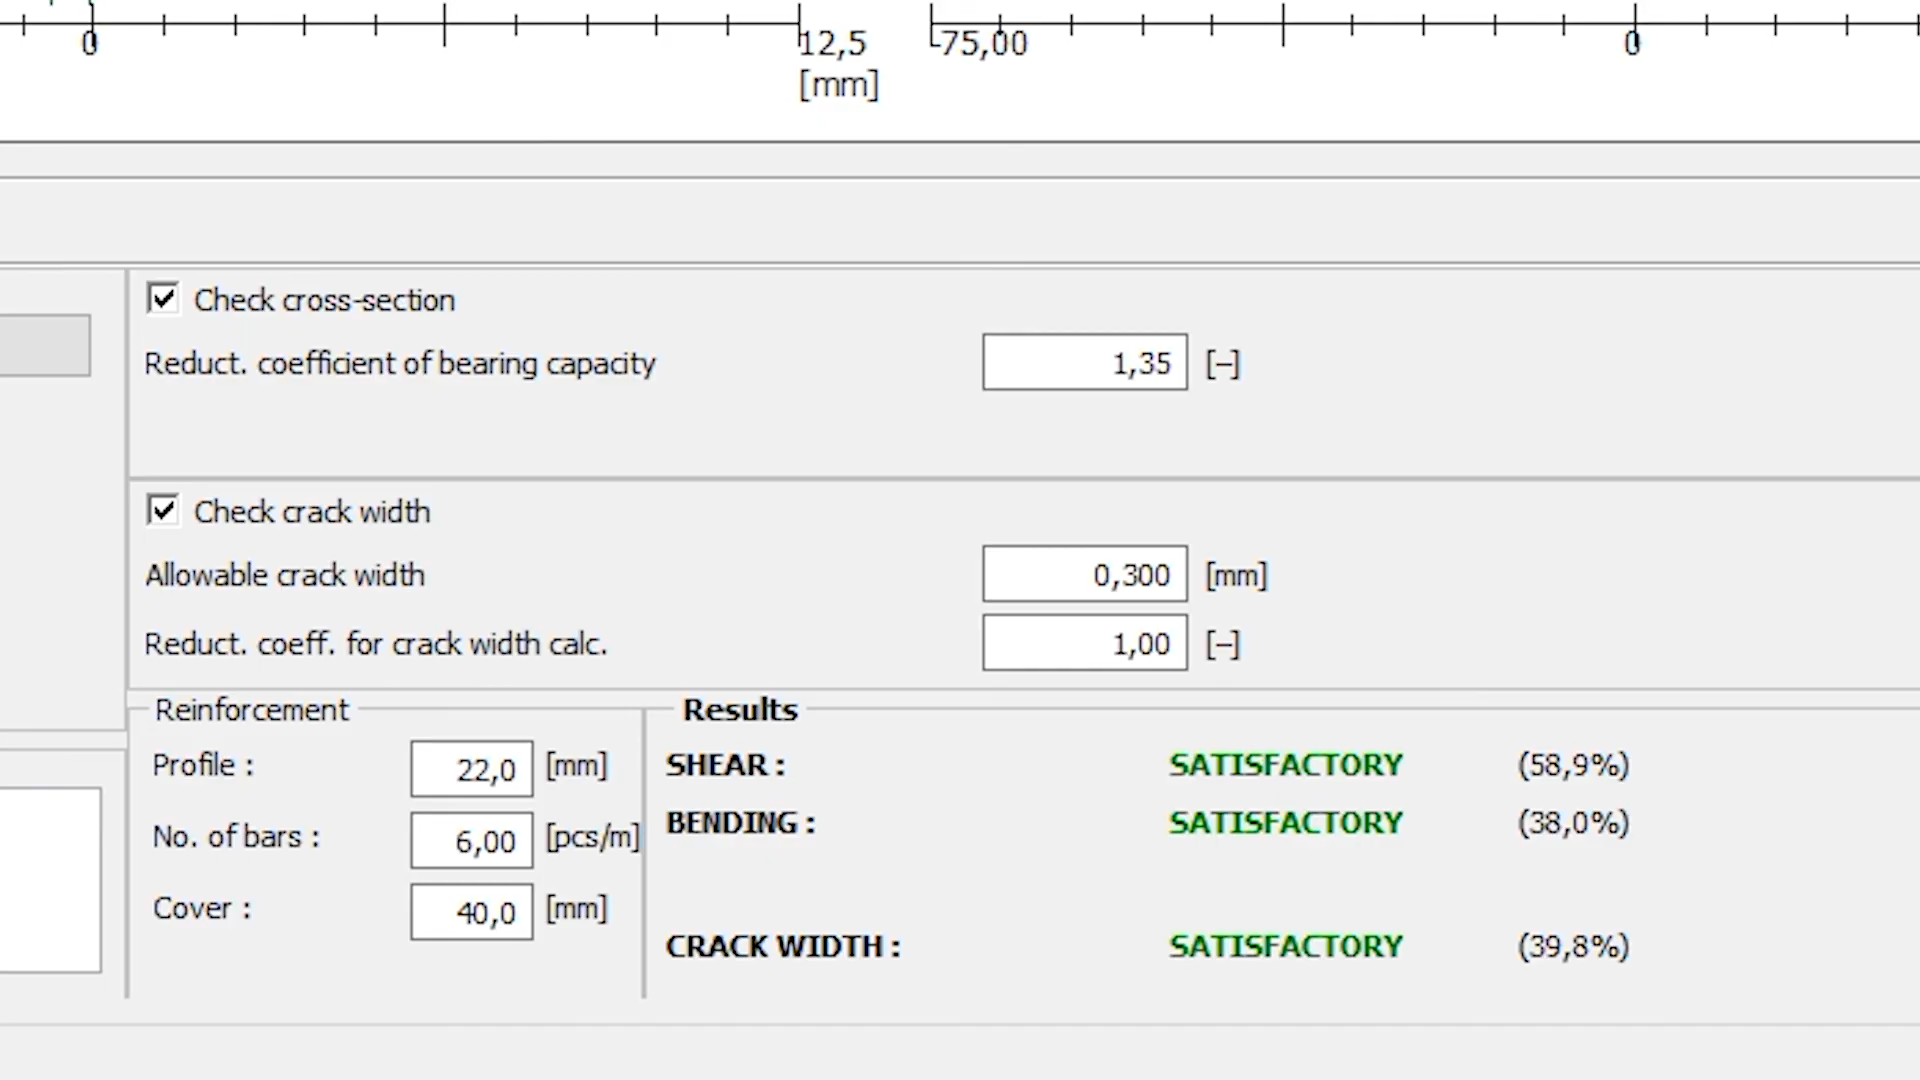 0 12,5 -75,00 0
[mm]
Check cross-section
Reduct. coefficient of bearing capacity 1,35 [–]
Check crack width
Allowable crack width 0,300 [mm]
Reduct. coeff. for crack width calc. 1,00 [–]
Reinforcement
Profile : 22,0 [mm]
No. of bars : 6,00 [pcs/m]
Cover : 40,0 [mm]
Results
SHEAR : SATISFACTORY (58,9%)
BENDING : SATISFACTORY (38,0%)
CRACK WIDTH : SATISFACTORY (39,8%)